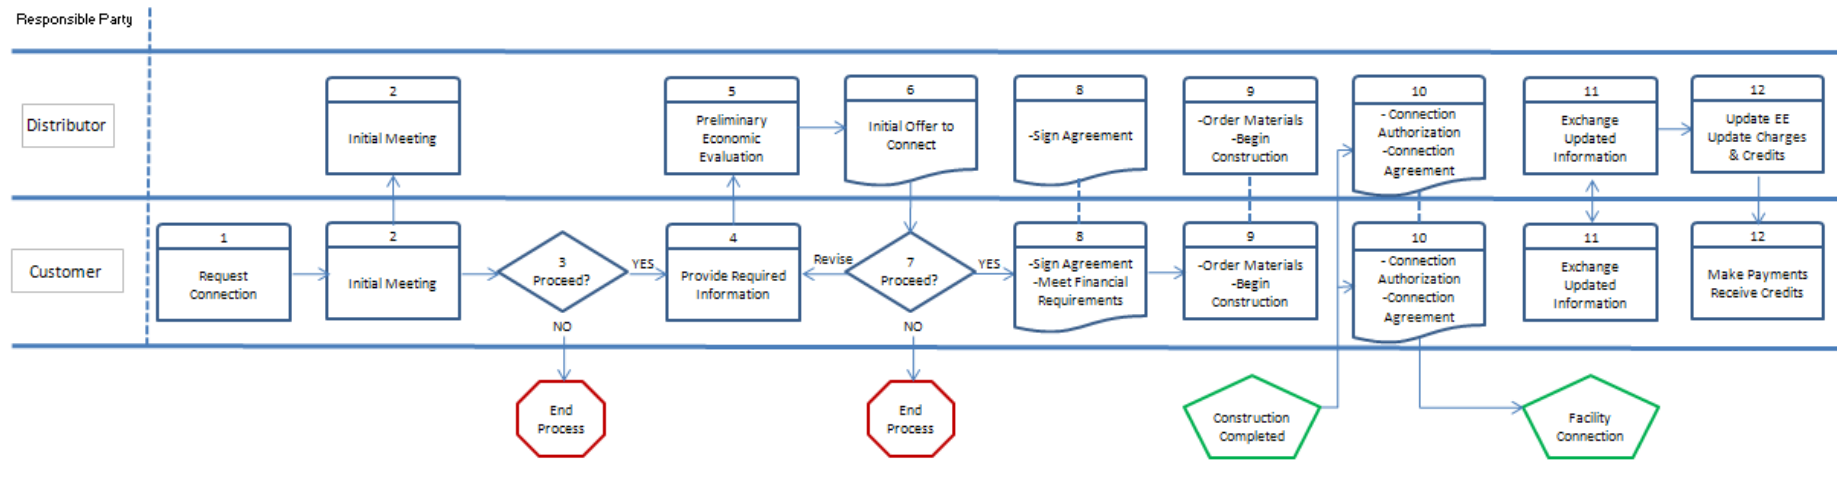 Responsible Party
Distributor
2
Initial Meeting
5
Preliminary
Economic
Evaluation
6
Initial Offer to
Connect
8
-Sign Agreement
9
-Order Materials
-Begin
Construction
10
- Connection
Authorization
-Connection
Agreement
11
Exchange
Updated
Information
12
Update EE
Update Charges
& Credits
Customer
1
Request
Connection
2
Initial Meeting
3
Proceed?
YES
NO
4
Provide Required
Information
Revise
7
Proceed?
YES
NO
8
-Sign Agreement
-Meet Financial
Requirements
9
-Order Materials
-Begin
Construction
10
- Connection
Authorization
-Connection
Agreement
11
Exchange
Updated
Information
12
Make Payments
Receive Credits
End
Process
End
Process
Construction
Completed
Facility
Connection